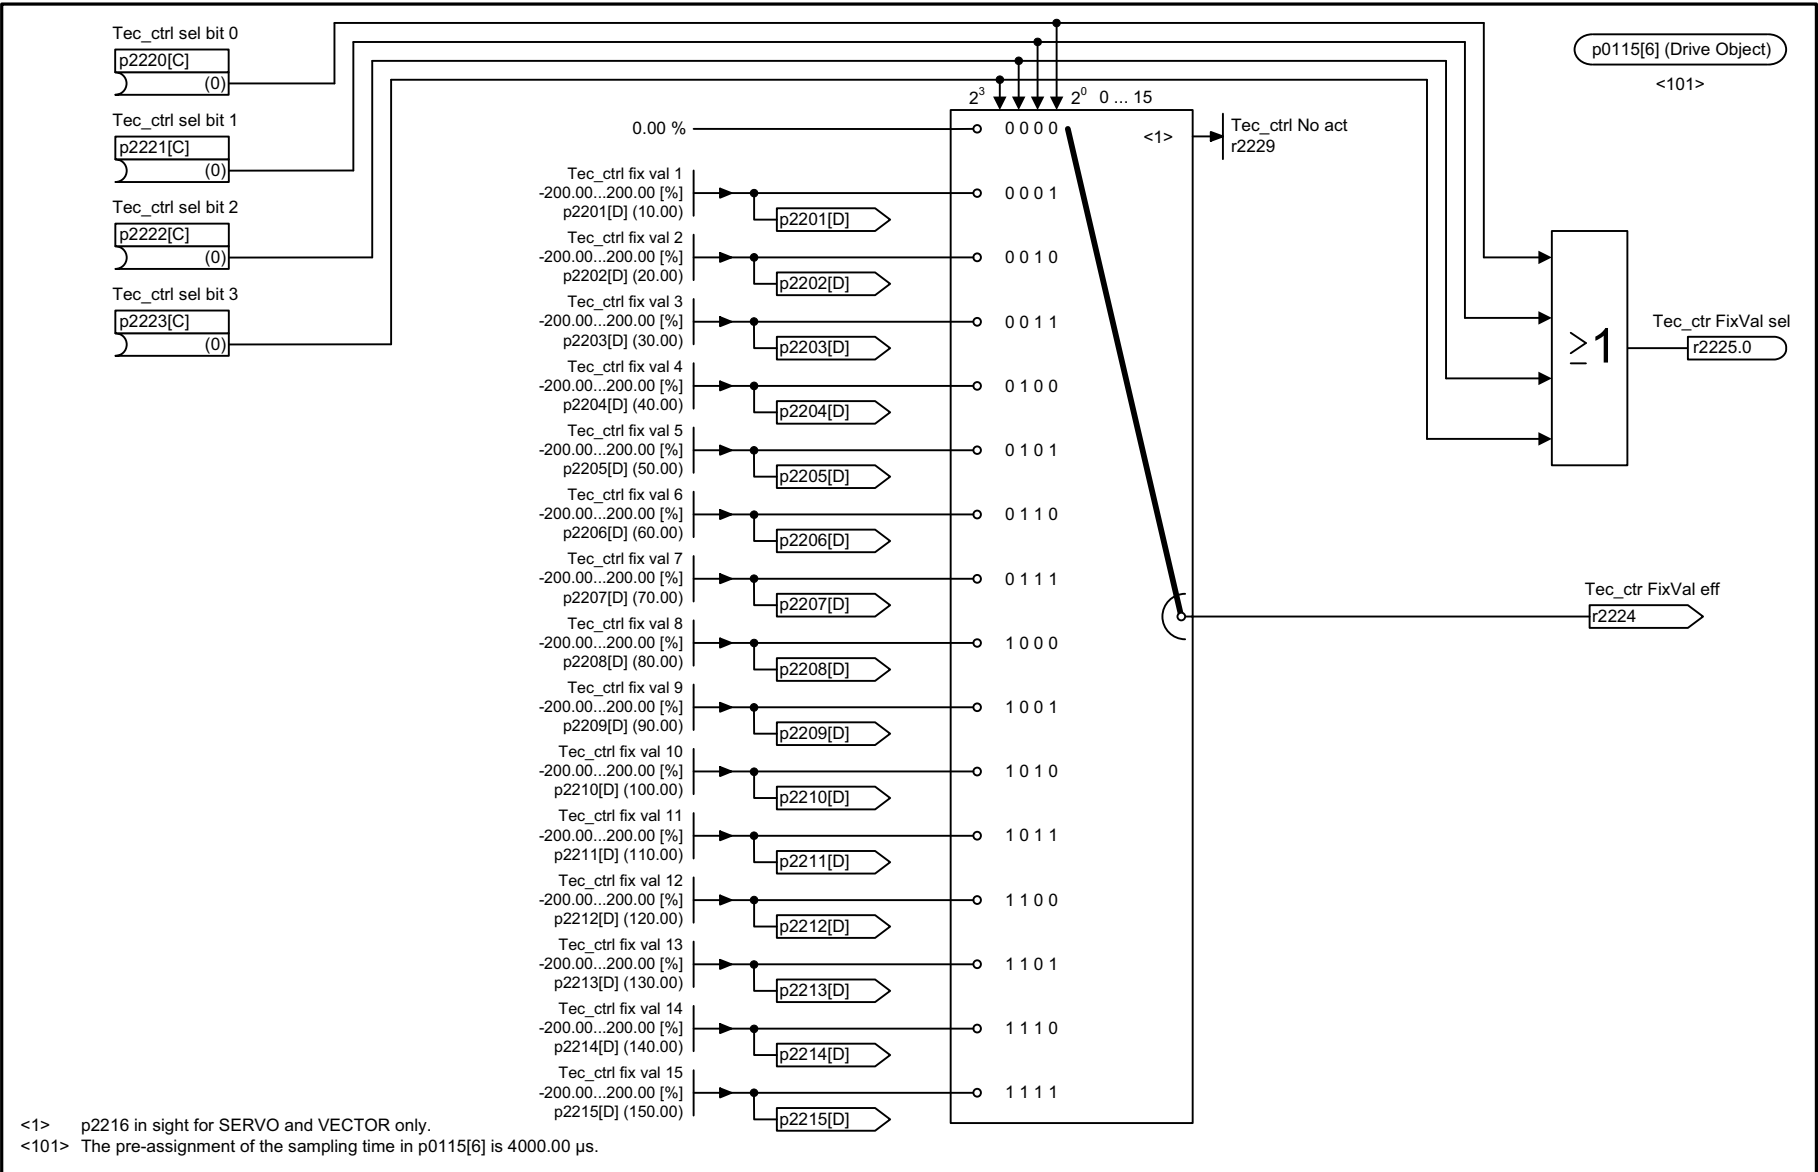 Tec_ctrl sel bit 0
p2220[C]
(0)
Tec_ctrl sel bit 1
p2221[C]
(0)
Tec_ctrl sel bit 2
p2222[C]
(0)
Tec_ctrl sel bit 3
p2223[C]
(0)
p0115[6] (Drive Object)
<101>
2³ 2⁰ 0 ... 15
0.00 % 0 0 0 0
<1>
Tec_ctrl No act
r2229
Tec_ctrl fix val 1
-200.00...200.00 [%] 0 0 0 1
p2201[D] (10.00) p2201[D]
Tec_ctrl fix val 2
-200.00...200.00 [%] 0 0 1 0
p2202[D] (20.00) p2202[D]
Tec_ctrl fix val 3
-200.00...200.00 [%] 0 0 1 1
p2203[D] (30.00) p2203[D]
Tec_ctrl fix val 4
-200.00...200.00 [%] 0 1 0 0
p2204[D] (40.00) p2204[D]
Tec_ctrl fix val 5
-200.00...200.00 [%] 0 1 0 1
p2205[D] (50.00) p2205[D]
Tec_ctrl fix val 6
-200.00...200.00 [%] 0 1 1 0
p2206[D] (60.00) p2206[D]
Tec_ctrl fix val 7
-200.00...200.00 [%] 0 1 1 1
p2207[D] (70.00) p2207[D]
Tec_ctrl fix val 8
-200.00...200.00 [%] 1 0 0 0
p2208[D] (80.00) p2208[D]
Tec_ctrl fix val 9
-200.00...200.00 [%] 1 0 0 1
p2209[D] (90.00) p2209[D]
Tec_ctrl fix val 10
-200.00...200.00 [%] 1 0 1 0
p2210[D] (100.00) p2210[D]
Tec_ctrl fix val 11
-200.00...200.00 [%] 1 0 1 1
p2211[D] (110.00) p2211[D]
Tec_ctrl fix val 12
-200.00...200.00 [%] 1 1 0 0
p2212[D] (120.00) p2212[D]
Tec_ctrl fix val 13
-200.00...200.00 [%] 1 1 0 1
p2213[D] (130.00) p2213[D]
Tec_ctrl fix val 14
-200.00...200.00 [%] 1 1 1 0
p2214[D] (140.00) p2214[D]
Tec_ctrl fix val 15
-200.00...200.00 [%] 1 1 1 1
p2215[D] (150.00) p2215[D]
≥1
Tec_ctr FixVal sel
r2225.0
Tec_ctr FixVal eff
r2224
<1> p2216 in sight for SERVO and VECTOR only.
<101> The pre-assignment of the sampling time in p0115[6] is 4000.00 µs.